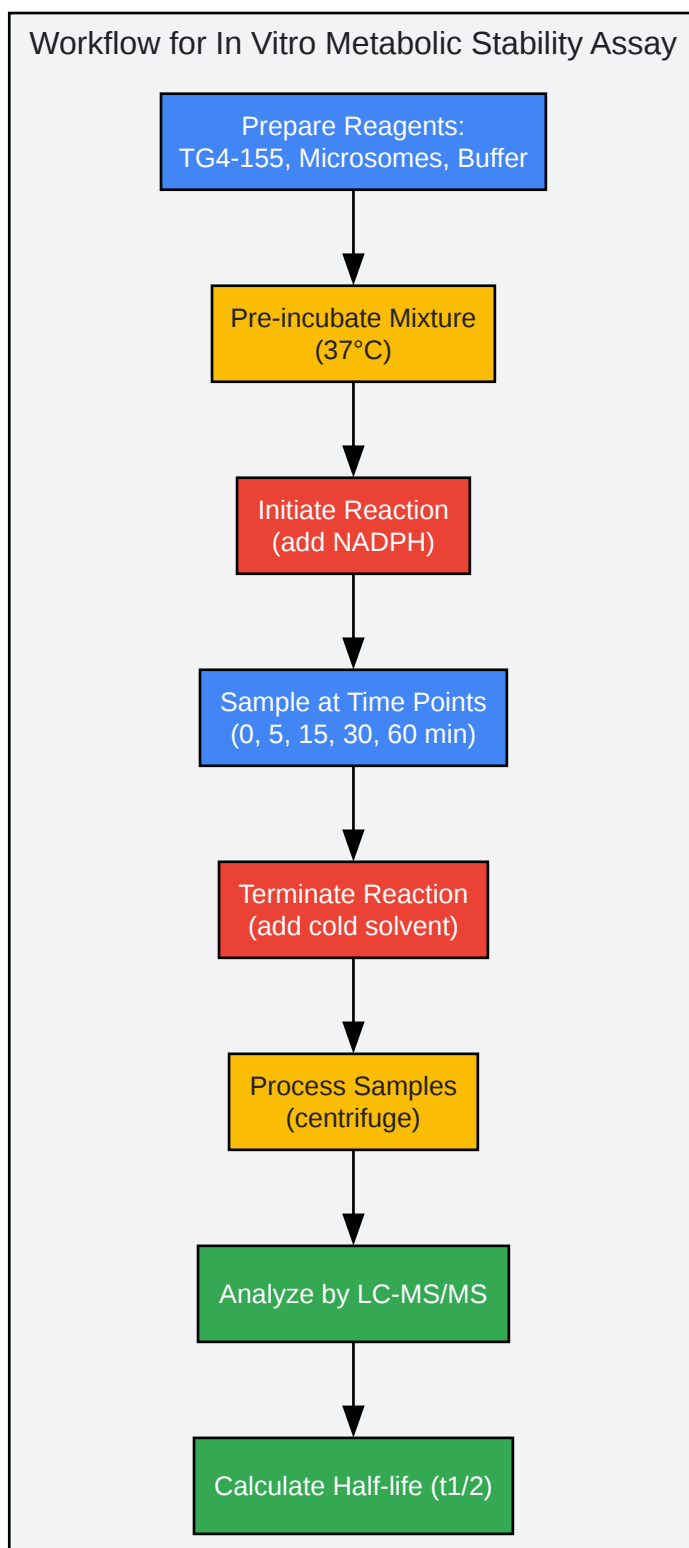 Workflow for In Vitro Metabolic Stability Assay
Prepare Reagents:
TG4-155, Microsomes, Buffer
Pre-incubate Mixture
(37°C)
Initiate Reaction
(add NADPH)
Sample at Time Points
(0, 5, 15, 30, 60 min)
Terminate Reaction
(add cold solvent)
Process Samples
(centrifuge)
Analyze by LC-MS/MS
Calculate Half-life (t1/2)